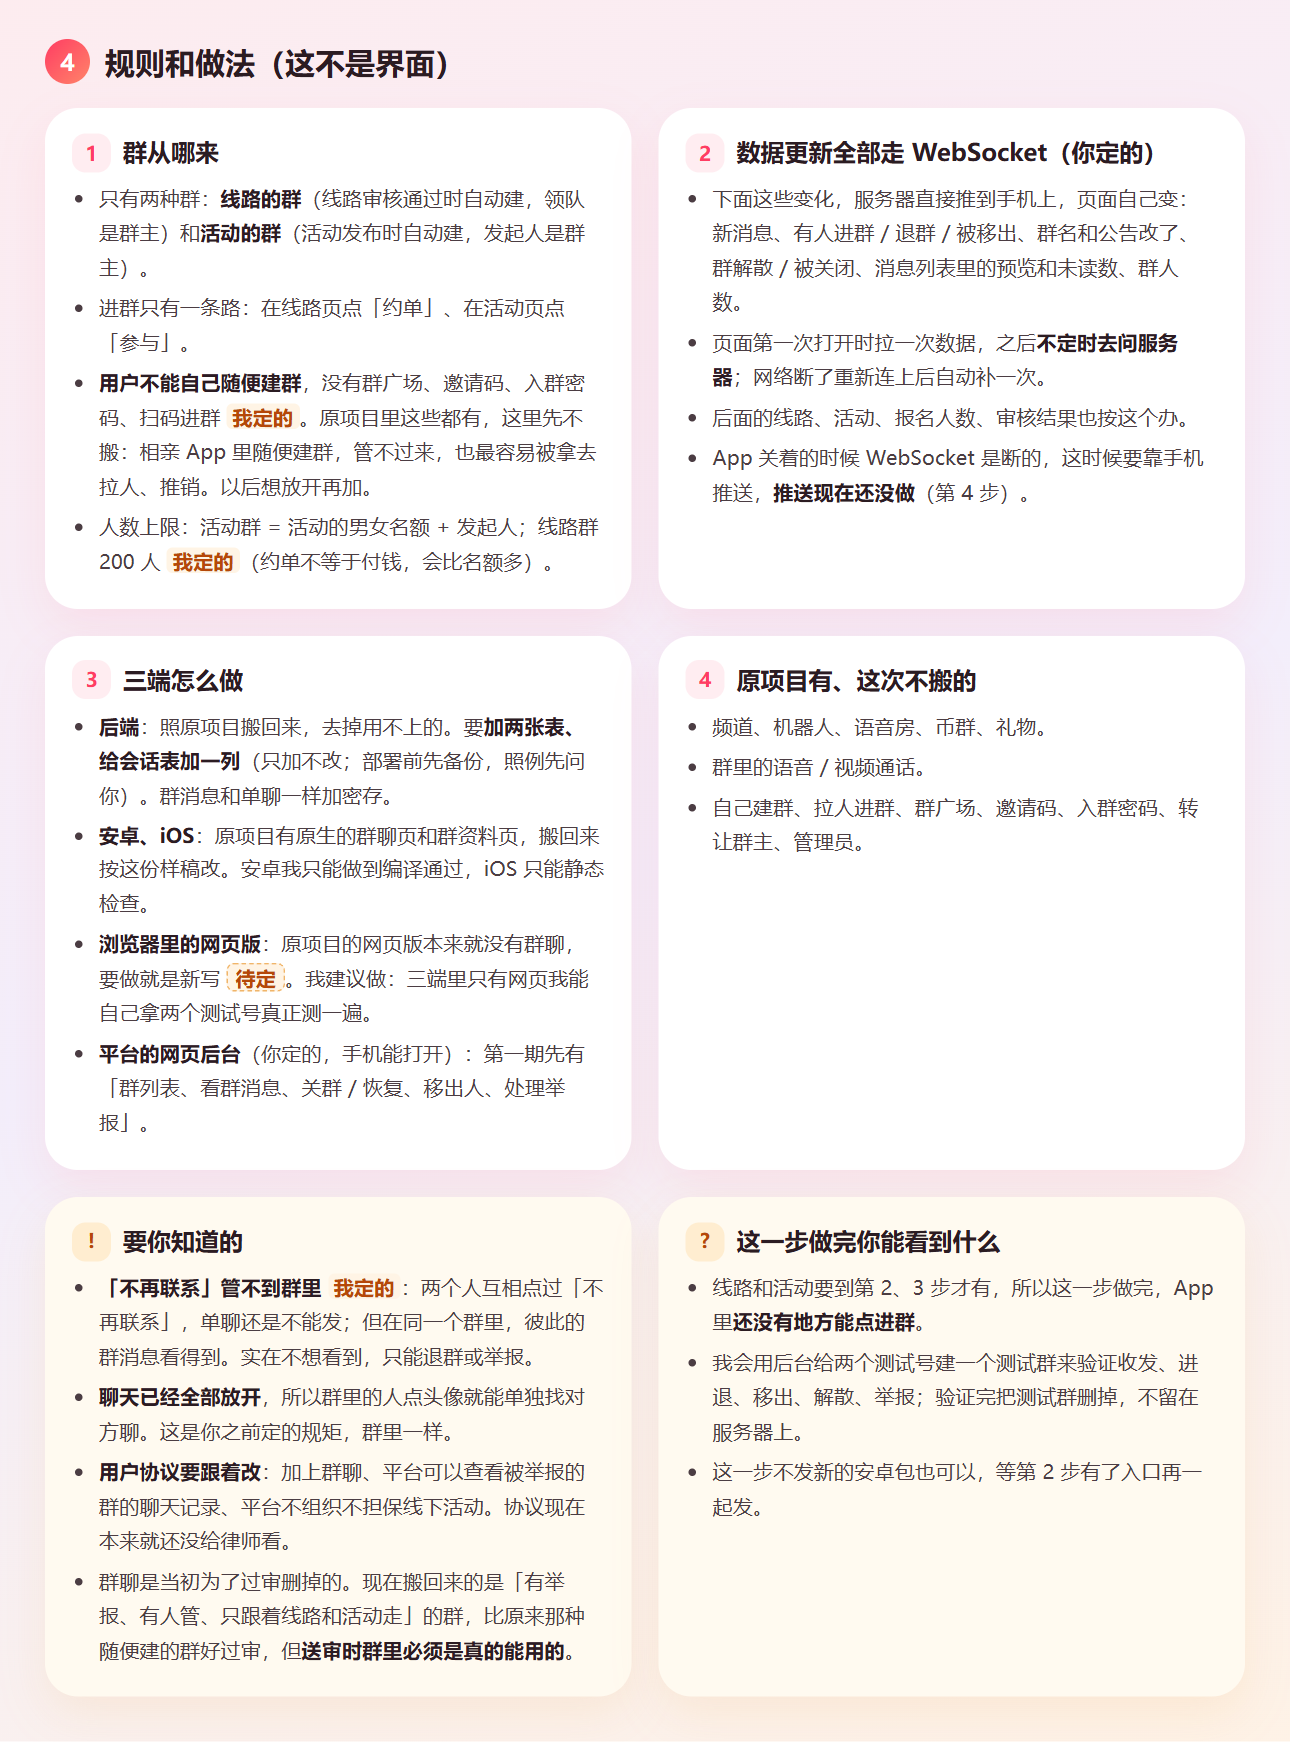 4 规则和做法（这不是界面）
1 群从哪来
• 只有两种群：线路的群（线路审核通过时自动建，领队
是群主）和活动的群（活动发布时自动建，发起人是群
主）。
• 进群只有一条路：在线路页点「约单」、在活动页点
「参与」。
• 用户不能自己随便建群，没有群广场、邀请码、入群密
码、扫码进群 我定的 。原项目里这些都有，这里先不
搬：相亲 App 里随便建群，管不过来，也最容易被拿去
拉人、推销。以后想放开再加。
• 人数上限：活动群 = 活动的男女名额 + 发起人；线路群
200 人 我定的 （约单不等于付钱，会比名额多）。
2 数据更新全部走 WebSocket（你定的）
• 下面这些变化，服务器直接推到手机上，页面自己变：
新消息、有人进群 / 退群 / 被移出、群名和公告改了、
群解散 / 被关闭、消息列表里的预览和未读数、群人
数。
• 页面第一次打开时拉一次数据，之后不定时去问服务
器；网络断了重新连上后自动补一次。
• 后面的线路、活动、报名人数、审核结果也按这个办。
• App 关着的时候 WebSocket 是断的，这时候要靠手机
推送，推送现在还没做（第 4 步）。
3 三端怎么做
• 后端：照原项目搬回来，去掉用不上的。要加两张表、
给会话表加一列（只加不改；部署前先备份，照例先问
你）。群消息和单聊一样加密存。
• 安卓、iOS：原项目有原生的群聊页和群资料页，搬回来
按这份样稿改。安卓我只能做到编译通过，iOS 只能静态
检查。
• 浏览器里的网页版：原项目的网页版本来就没有群聊，
要做就是新写 待定 。我建议做：三端里只有网页我能
自己拿两个测试号真正测一遍。
• 平台的网页后台（你定的，手机能打开）：第一期先有
「群列表、看群消息、关群 / 恢复、移出人、处理举
报」。
4 原项目有、这次不搬的
• 频道、机器人、语音房、币群、礼物。
• 群里的语音 / 视频通话。
• 自己建群、拉人进群、群广场、邀请码、入群密码、转
让群主、管理员。
! 要你知道的
• 「不再联系」管不到群里 我定的 ：两个人互相点过「不
再联系」，单聊还是不能发；但在同一个群里，彼此的
群消息看得到。实在不想看到，只能退群或举报。
• 聊天已经全部放开，所以群里的人点头像就能单独找对
方聊。这是你之前定的规矩，群里一样。
• 用户协议要跟着改：加上群聊、平台可以查看被举报的
群的聊天记录、平台不组织不担保线下活动。协议现在
本来就还没给律师看。
• 群聊是当初为了过审删掉的。现在搬回来的是「有举
报、有人管、只跟着线路和活动走」的群，比原来那种
随便建的群好过审，但送审时群里必须是真的能用的。
? 这一步做完你能看到什么
• 线路和活动要到第 2、3 步才有，所以这一步做完，App
里还没有地方能点进群。
• 我会用后台给两个测试号建一个测试群来验证收发、进
退、移出、解散、举报；验证完把测试群删掉，不留在
服务器上。
• 这一步不发新的安卓包也可以，等第 2 步有了入口再一
起发。